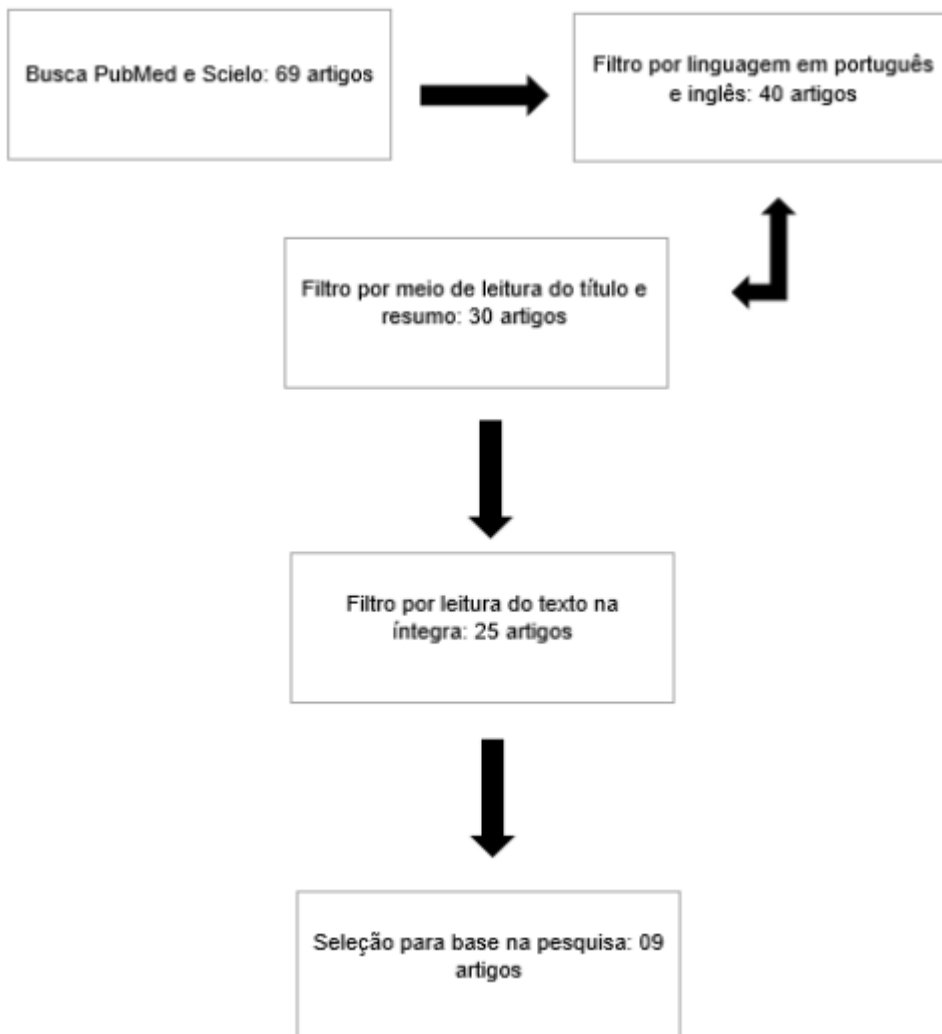 Busca PubMed e Scielo: 69 artigos
Filtro por linguagem em português
e inglês: 40 artigos
Filtro por meio de leitura do título e
resumo: 30 artigos
Filtro por leitura do texto na
íntegra: 25 artigos
Seleção para base na pesquisa: 09
artigos